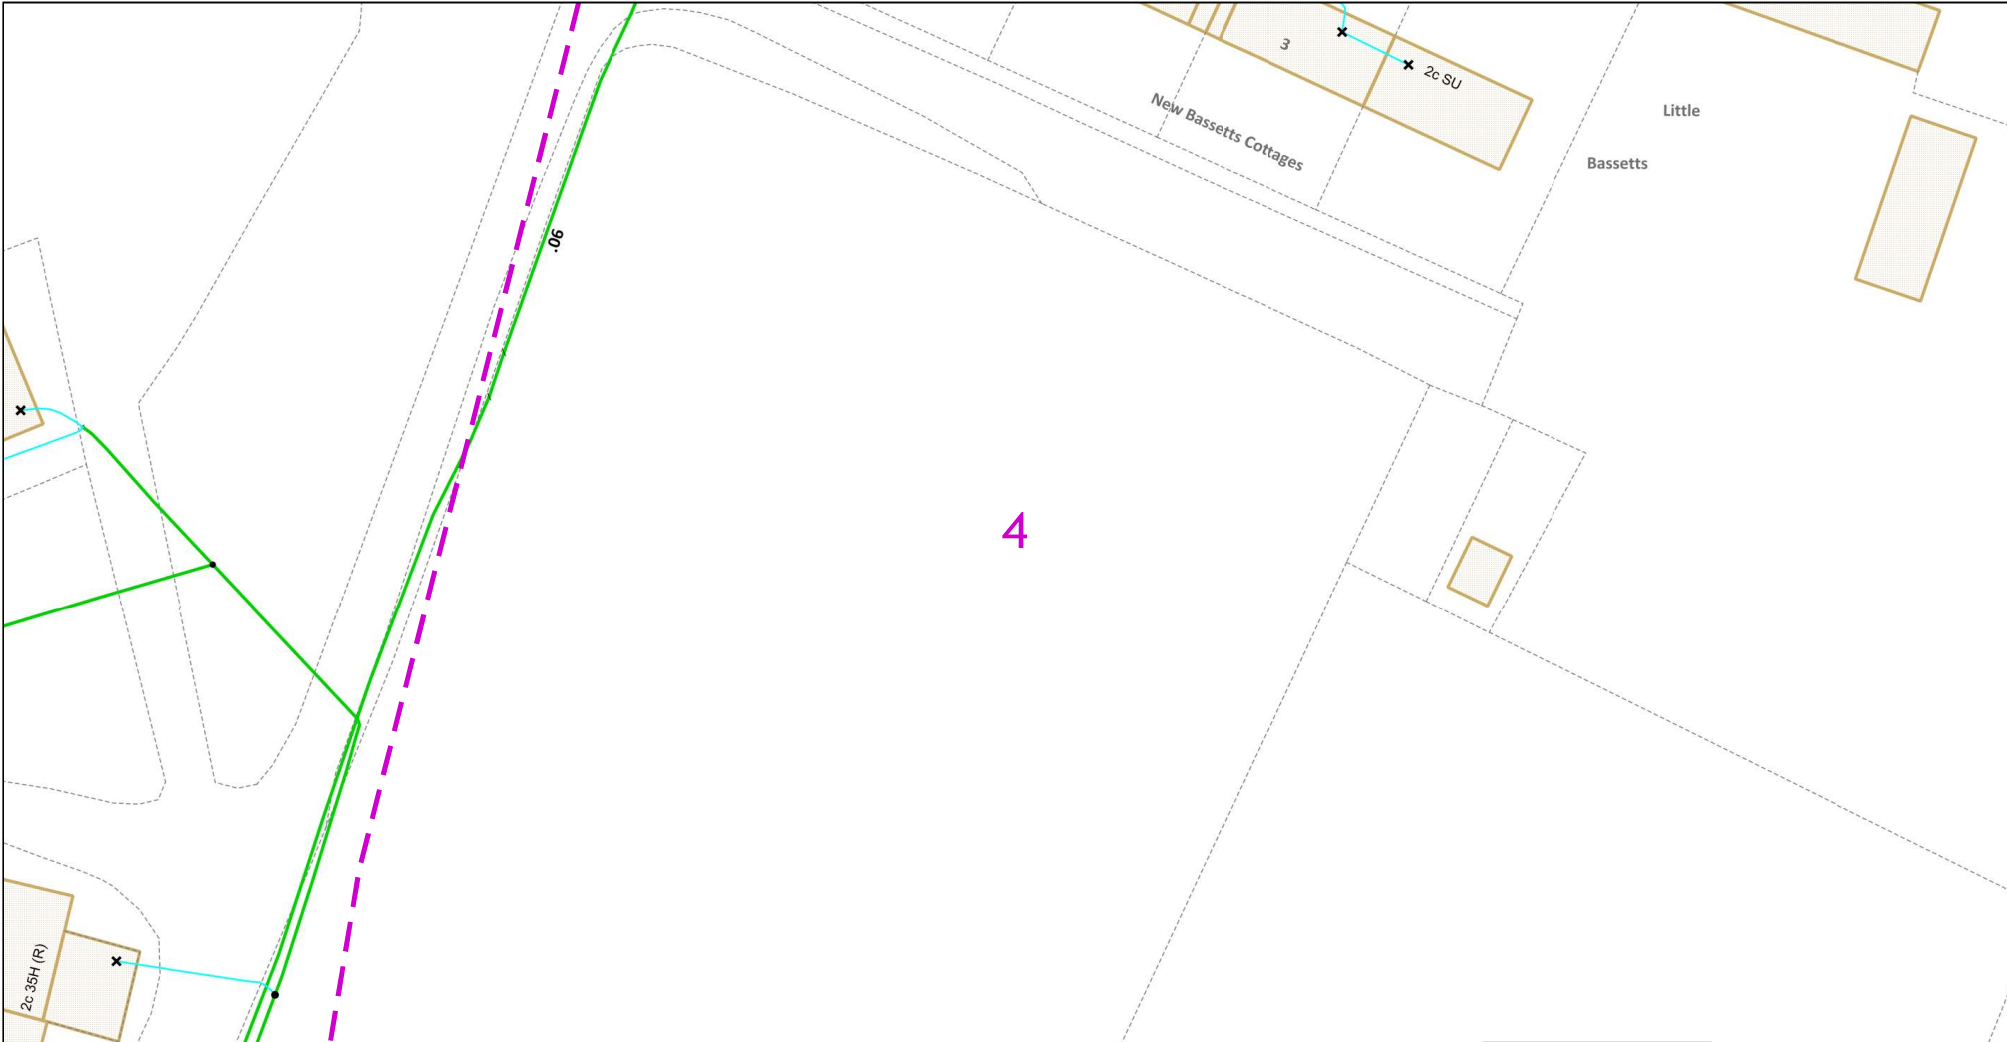 3
2c SU
New Bassetts Cottages
Little
Bassetts
.06
4
2c 35H (R)